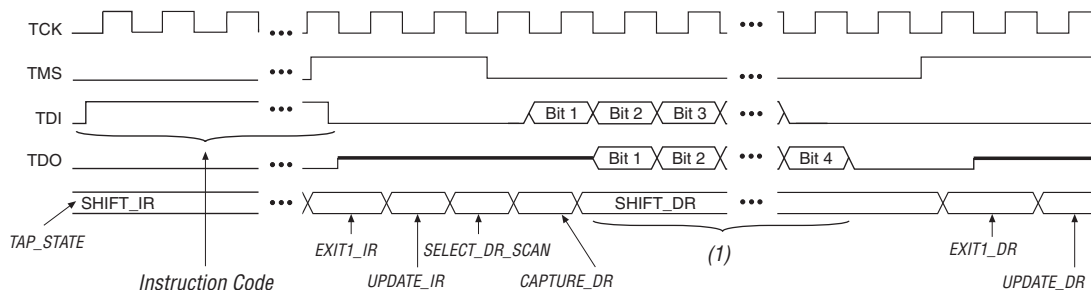 TCK
•••
•••
TMS
•••
•••
TDI
•••
Bit 1
Bit 2
Bit 3
•••
TDO
•••
Bit 1
Bit 2
•••
Bit 4
SHIFT_IR
•••
SHIFT_DR
•••
TAP_STATE
EXIT1_IR
SELECT_DR_SCAN
(1)
EXIT1_DR
Instruction Code
UPDATE_IR
CAPTURE_DR
UPDATE_DR